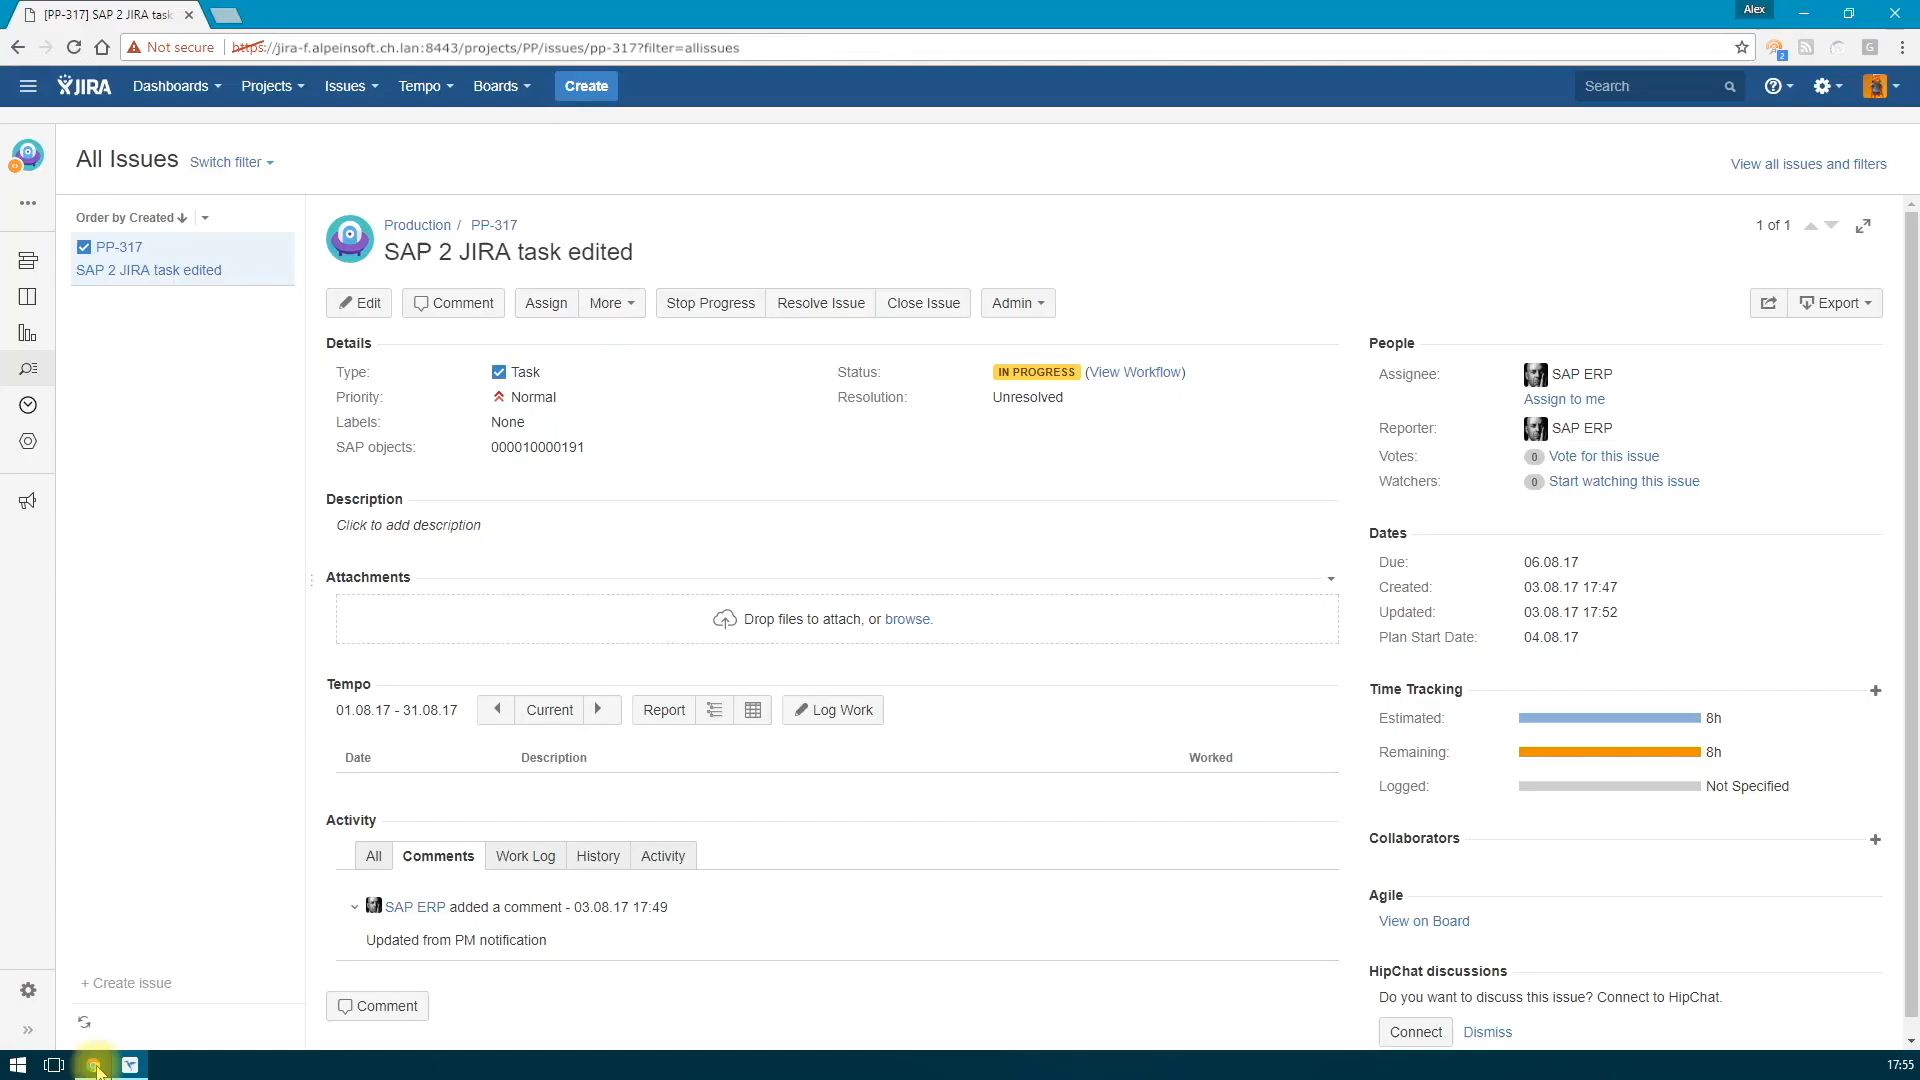 [PP-317] SAP 2 JIRA task
Alex
Not secure https://jira-f.alpeinsoft.ch.lan:8443/projects/PP/issues/pp-317?filter=allissues
2
G
JIRA Dashboards Projects Issues Tempo Boards Create Search
All Issues Switch filter
View all issues and filters
Order by Created
PP-317
SAP 2 JIRA task edited
Production / PP-317
SAP 2 JIRA task edited
1 of 1
Edit Comment Assign More Stop Progress Resolve Issue Close Issue Admin Export
Details
Type: Task
Priority: Normal
Labels: None
SAP objects: 000010000191
Status: IN PROGRESS (View Workflow)
Resolution: Unresolved
Description
Click to add description
Attachments
Drop files to attach, or browse.
Tempo
01.08.17 - 31.08.17 Current Report Log Work
Date Description Worked
Activity
All Comments Work Log History Activity
SAP ERP added a comment - 03.08.17 17:49
Updated from PM notification
Comment
People
Assignee: SAP ERP
Assign to me
Reporter: SAP ERP
Votes: 0 Vote for this issue
Watchers: 0 Start watching this issue
Dates
Due: 06.08.17
Created: 03.08.17 17:47
Updated: 03.08.17 17:52
Plan Start Date: 04.08.17
Time Tracking
Estimated: 8h
Remaining: 8h
Logged: Not Specified
Collaborators
Agile
View on Board
HipChat discussions
Do you want to discuss this issue? Connect to HipChat.
Connect Dismiss
+ Create issue
17:55